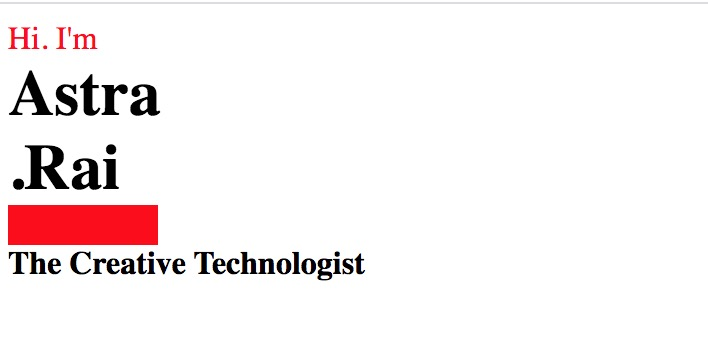 Hi. I'm
Astra
.Rai
The Creative Technologist